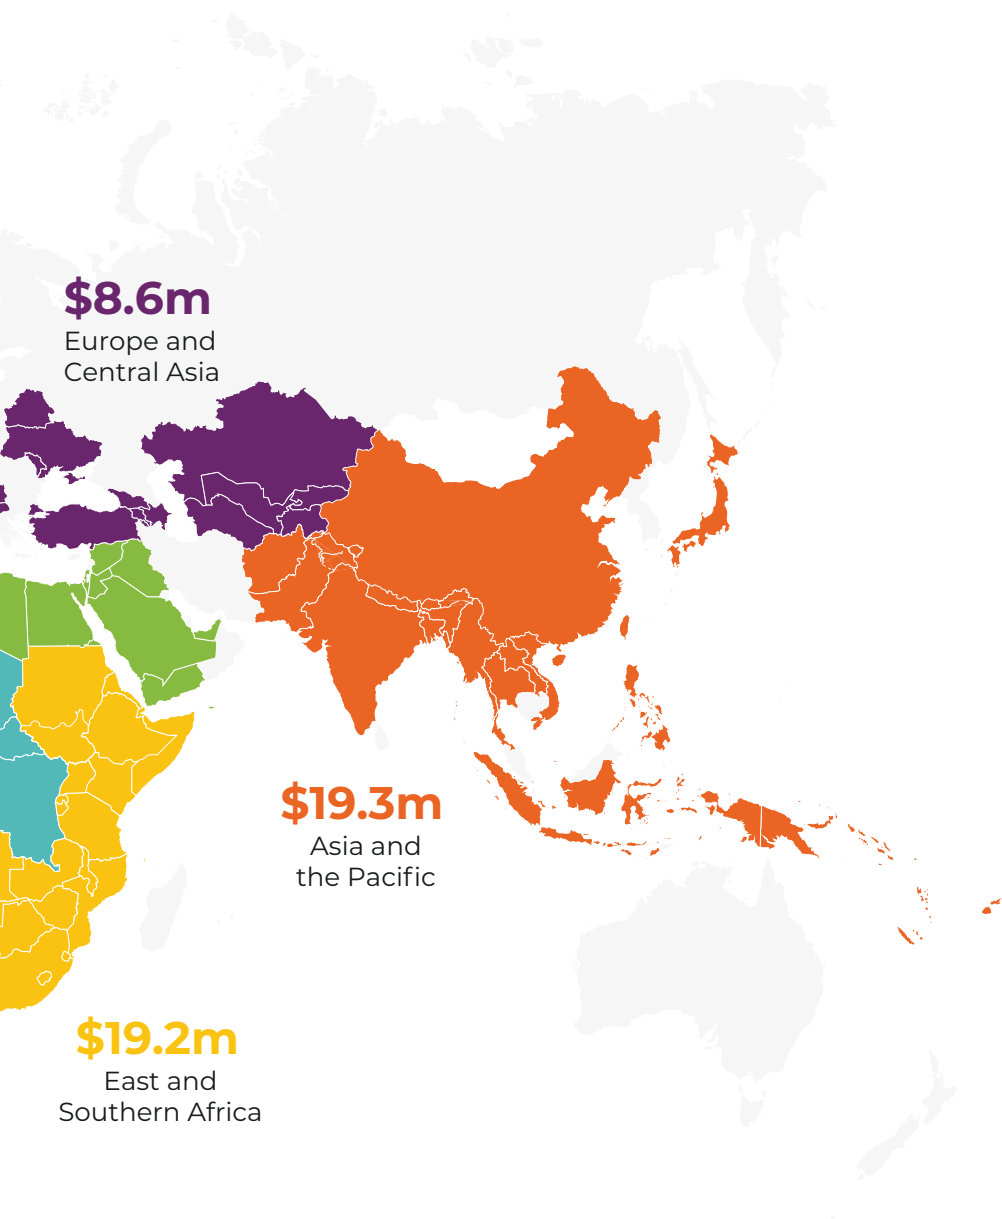 $8.6m
Europe and
Central Asia
$19.3m
Asia and
the Pacific
$19.2m
East and
Southern Africa